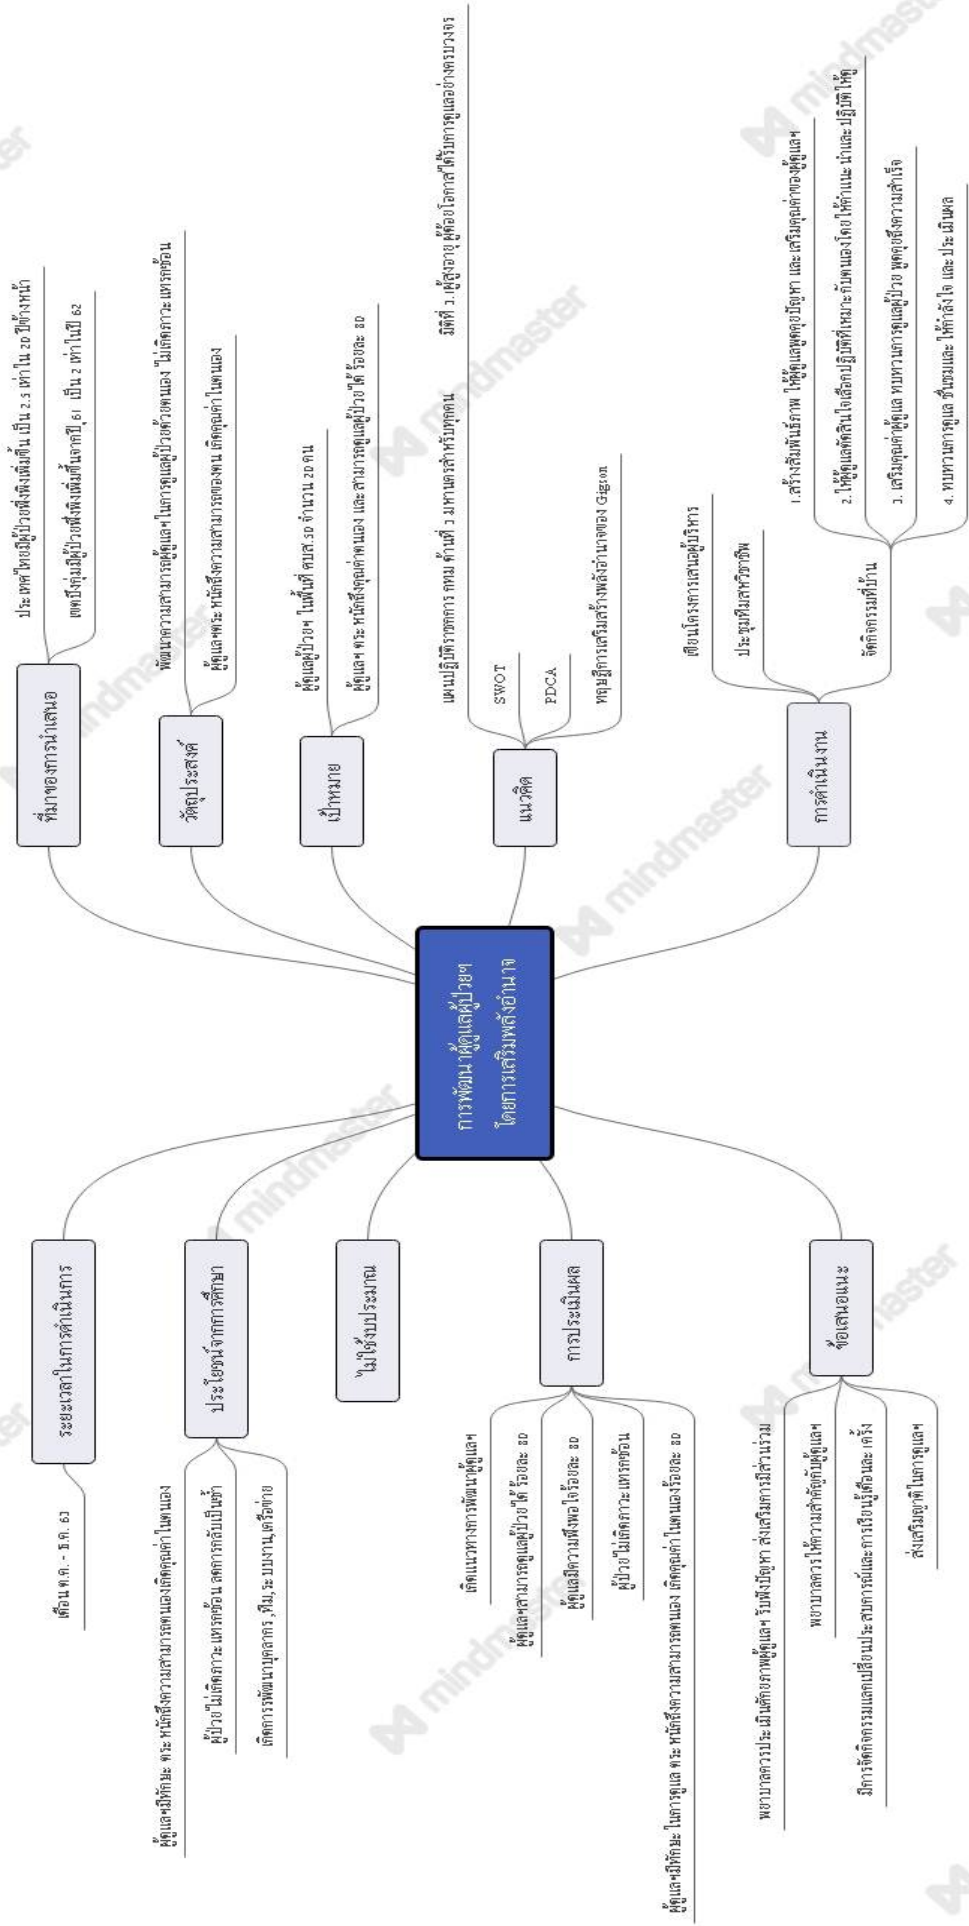 การพัฒนาผู้ดูแลผู้ป่วยฯ
โดยการเสริมพลังอำนาจ
ที่มาของการนำเสนอ
ประเทศไทยมีผู้ป่วยพึ่งพิงเพิ่มขึ้น เป็น 2.5 เท่าใน 20 ปีข้างหน้า
เขตบึงกุ่มมีผู้ป่วยพึ่งพิงเพิ่มขึ้นจากปี 61 เป็น 2 เท่าในปี 62
วัตถุประสงค์
พัฒนาความสามารถผู้ดูแลฯในการดูแลผู้ป่วยด้วยตนเอง ไม่เกิดภาวะแทรกซ้อน
ผู้ดูแลฯตระหนักถึงความสามารถของตน เกิดคุณค่าในตนเอง
เป้าหมาย
ผู้ดูแลผู้ป่วยฯ ในพื้นที่ ศบส.50 จำนวน 20 คน
ผู้ดูแลฯ ตระหนักถึงคุณค่าตนเอง และสามารถดูแลผู้ป่วยได้ ร้อยละ 80
แนวคิด
แผนปฏิบัติราชตการ กทม ด้านที่ 3 มหานครสำหรับทุกคน มิติที่ 3.1ผู้สูงอายุ ผู้ด้อยโอกาส ได้รับการดูแลอย่างครบวงจร
SWOT
PDCA
ทฤษฎีการเสริมสร้างพลังอำนาจของ Gigson
การดำเนินงาน
เขียนโครงการเสนอผู้บริหาร
ประชุมทีมสหวิชาชีพ
จัดกิจกรรมที่บ้าน
1.สร้างสัมพันธ์ภาพ ให้ผู้ดูแลพูดคุยปัญหา และเสริมคุณค่าของผู้ดูแลฯ
2.ให้ผู้ดูแลตัดสินใจเลือกปฏิบัติที่เหมาะกับตนเองโดยให้คำแนะนำและปฏิบัติให้ดู
3. เสริมคุณค่าผู้ดูแล ทบทวนการดูแลผู้ป่วย พูดคุยถึงความสำเร็จ
4. ทบทวนการดูแล ชื่นชมและให้กำลังใจ และประเมินผล
ระยะเวลาในการดำเนินการ
เดือน ต.ค. - ธ.ค. 63
ประโยชน์จากการศึกษา
ผู้ดูแลฯมีทักษะ ตระหนักถึงความสามารถตนเองเกิดคุณค่าในตนเอง
ผู้ป่วยไม่เกิดภาวะแทรกซ้อน ลดการกลับเป็นซ้ำ
เกิดการรพัฒนาบุคลากร ,ทีม,ระบบงาน,เครือข่าย
ไม่ใช้งบประมาณ
การประเมินผล
เกิดแนวทางการพัฒนาผู้ดูแลฯ
ผู้ดูแลฯสามารถดูแลผู้ป่วยได้ ร้อยละ 80
ผู้ดูแลมีความพึงพอใจร้อยละ 80
ผู้ป่วยไม่เกิดภาวะแทรกซ้อน
ผู้ดูแลฯมีทักษะในการดูแล ตระหนักถึงความสามารถตนเอง เกิดคุณค่าในตนเองร้อยละ 80
ข้อเสนอแนะ
พยาบาลควรประเมินศักยภาพผู้ดูแลฯ รับฟังปัญหา ส่งเสริมการมีส่วนร่วม
พยาบาลควรให้ความสำคัญกับผู้ดูแลฯ
มีการจัดกิจกรรมแลกเปลี่ยนประสบการณ์และการเรียนรู้เดือนละ 1ครั้ง
ส่งเสริมญาติในการดูแลฯ
mindmaster